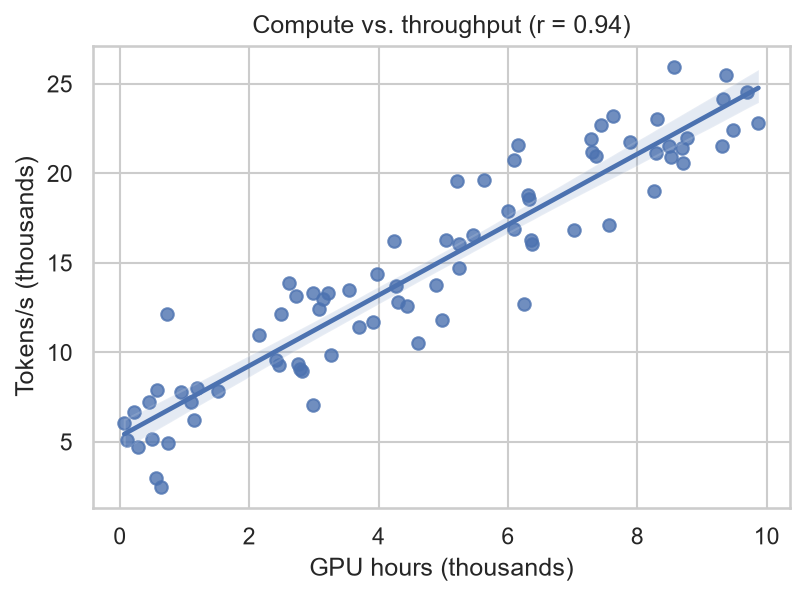 Compute vs. throughput (r = 0.94)
Tokens/s (thousands)
25
20
15
10
5
0 2 4 6 8 10
GPU hours (thousands)